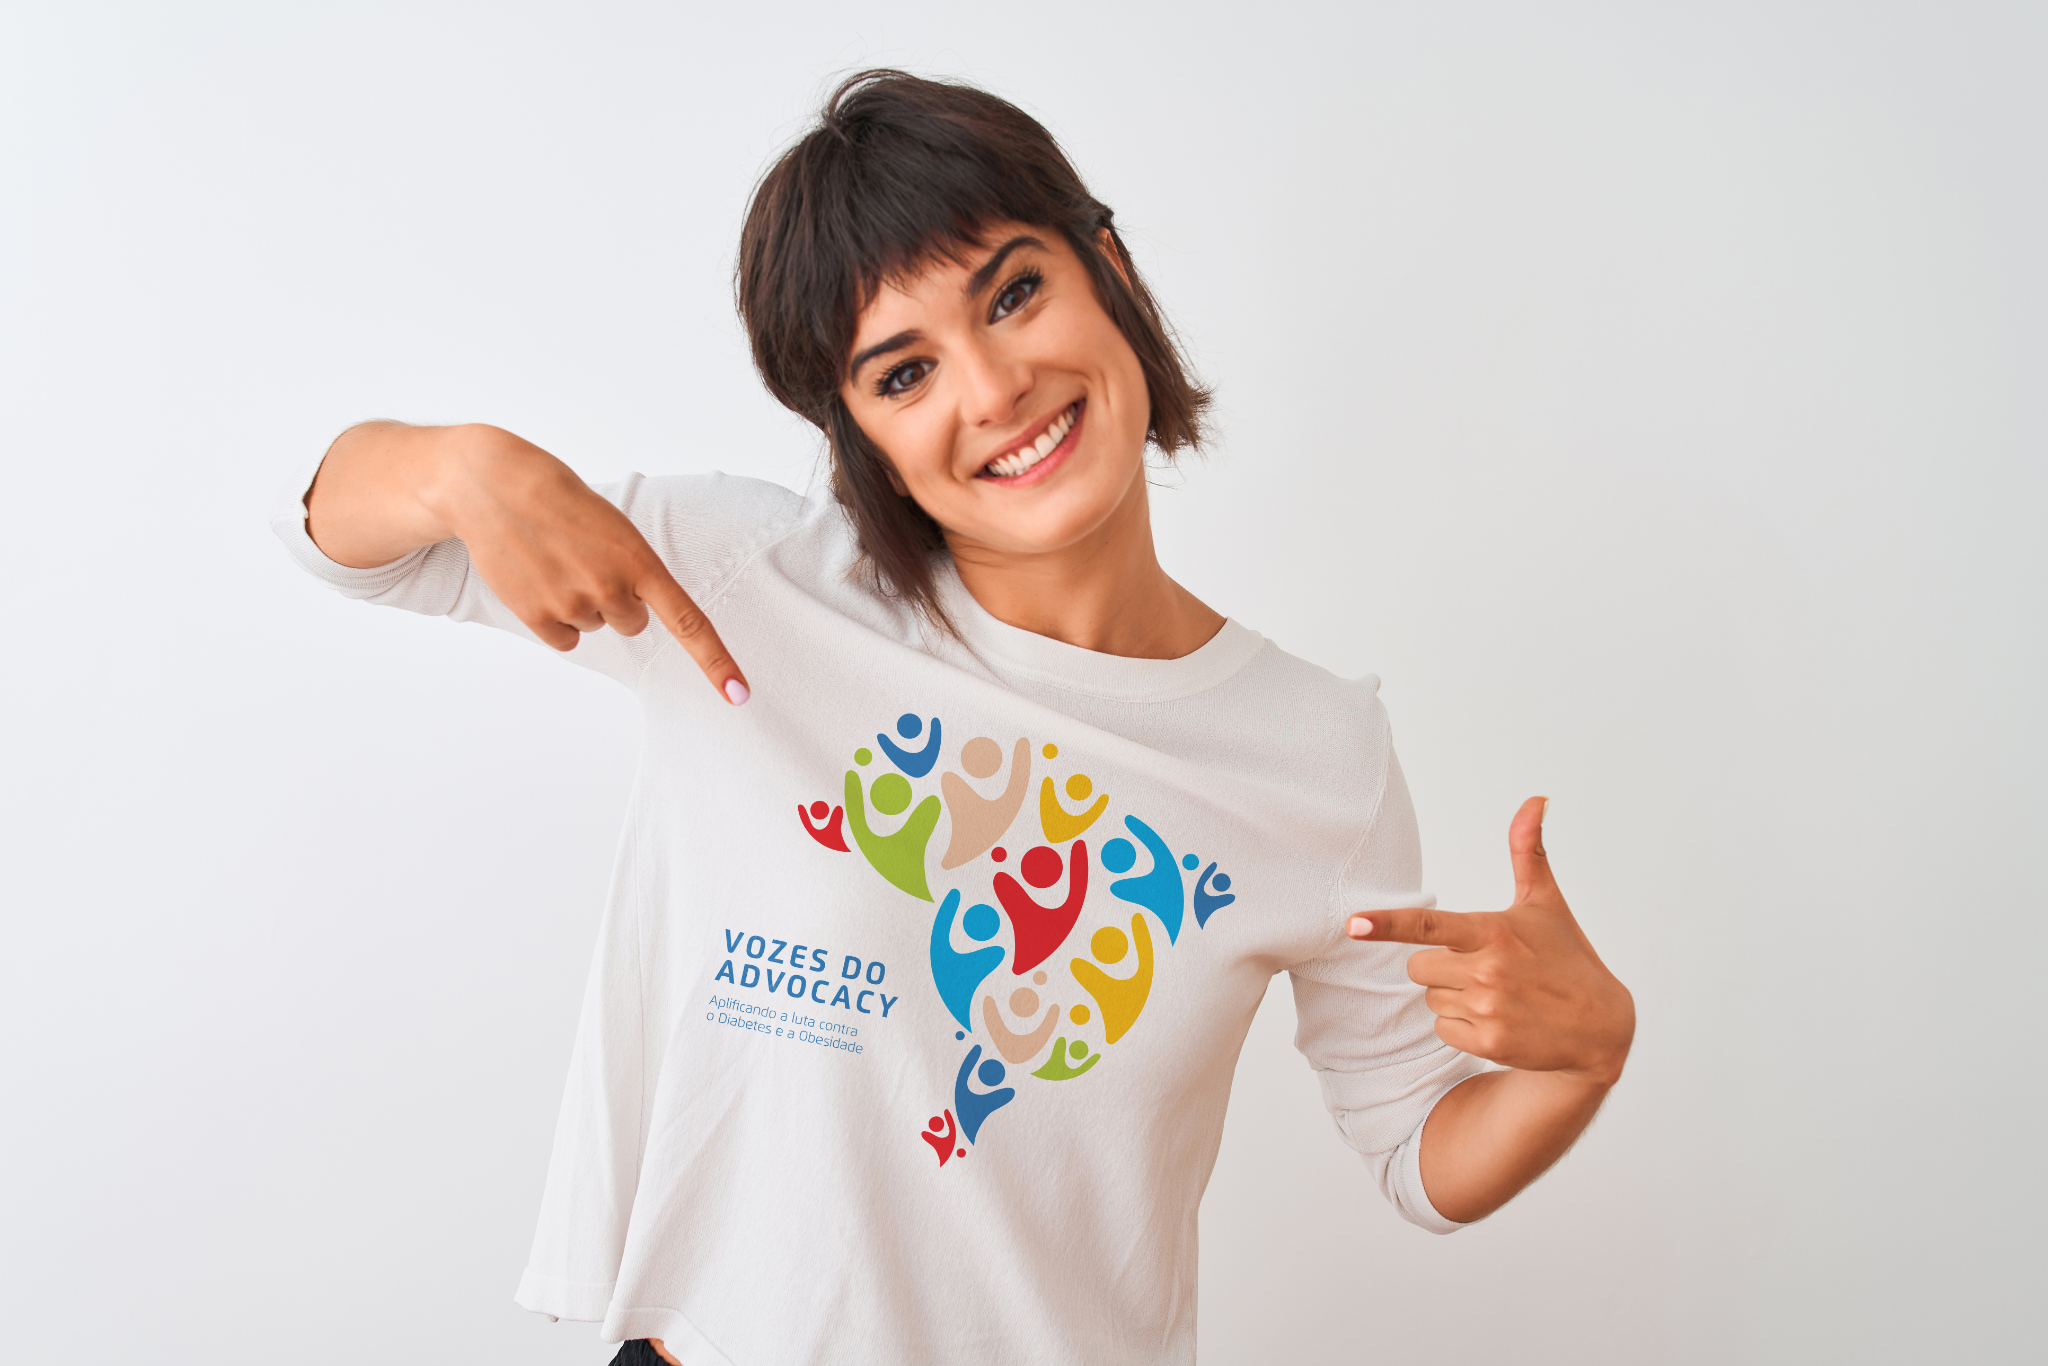 VOZES DO
ADVOCACY
Aplificando a luta contra
o Diabetes e a Obesidade